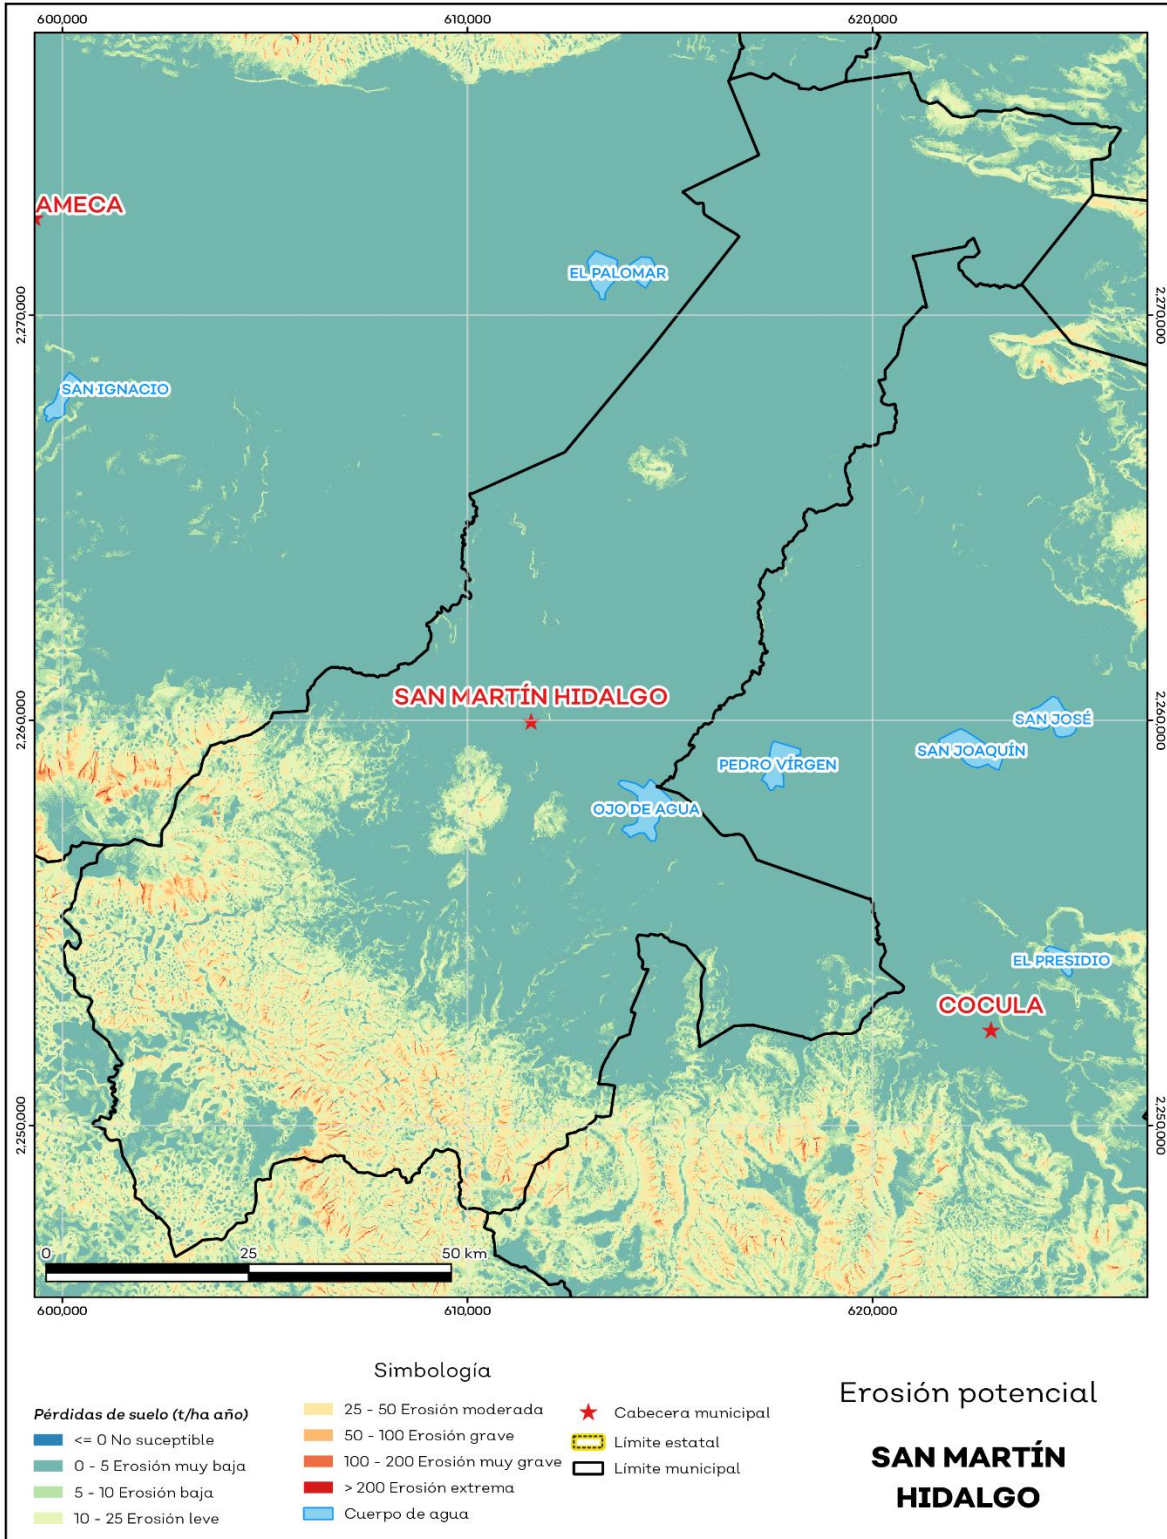 600,000
610,000
620,000
AMECA
EL PALOMAR
2,270,000
2,270,000
SAN IGNACIO
SAN MARTÍN HIDALGO
2,260,000
2,260,000
SAN JOSÉ
SAN JOAQUÍN
PEDRO VÍRGEN
OJO DE AGUA
EL PRESIDIO
COCULA
2,250,000
2,250,000
0
25
50 km
600,000
610,000
620,000
Simbología
Pérdidas de suelo (t/ha año)
<= 0 No suceptible
0 - 5 Erosión muy baja
5 - 10 Erosión baja
10 - 25 Erosión leve
25 - 50 Erosión moderada
50 - 100 Erosión grave
100 - 200 Erosión muy grave
> 200 Erosión extrema
Cuerpo de agua
Cabecera municipal
Límite estatal
Límite municipal
Erosión potencial
SAN MARTÍN
HIDALGO